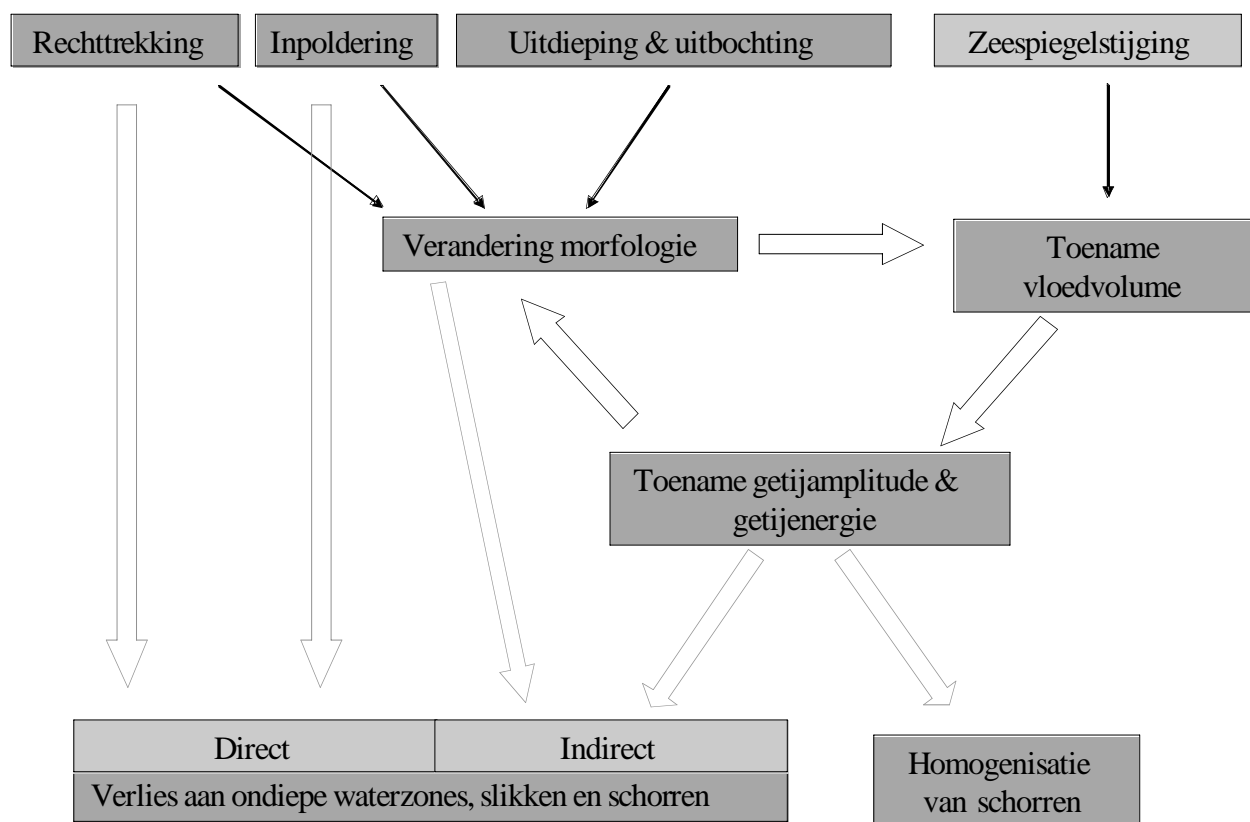 Rechttrekking
Inpoldering
Uitdieping & uitbochting
Zeespiegelstijging
Verandering morfologie
Toename
vloedvolume
Toename getijamplitude &
getijenergie
Direct
Indirect
Verlies aan ondiepe waterzones, slikken en schorren
Homogenisatie
van schorren